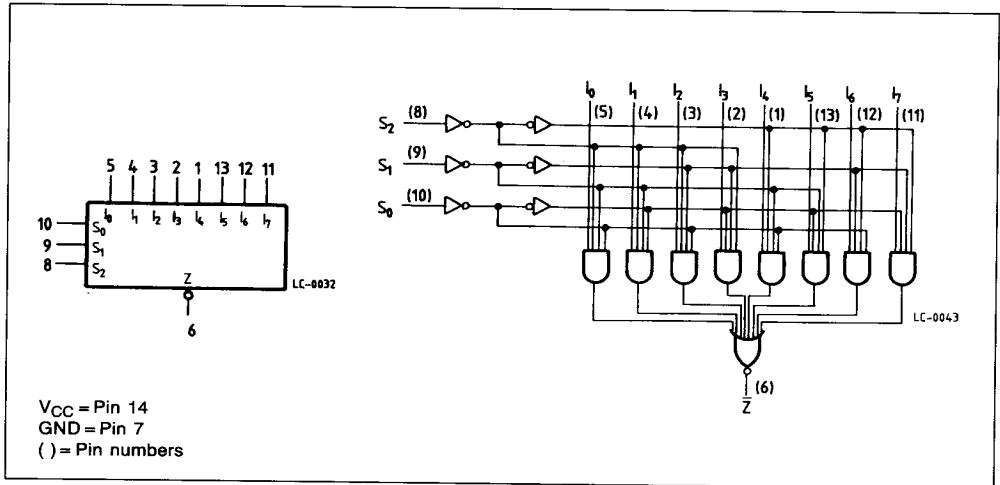 5 4 3 2 1 13 12 11
I0 I1 I2 I3 I4 I5 I6 I7
10 S0
9 S1
8 S2
Z
LC-0032
6
VCC = Pin 14
GND = Pin 7
( ) = Pin numbers
I0 I1 I2 I3 I4 I5 I6 I7
(5) (4) (3) (2) (1) (13) (12) (11)
S2 (8)
S1 (9)
S0 (10)
LC-0043
(6)
Z̅